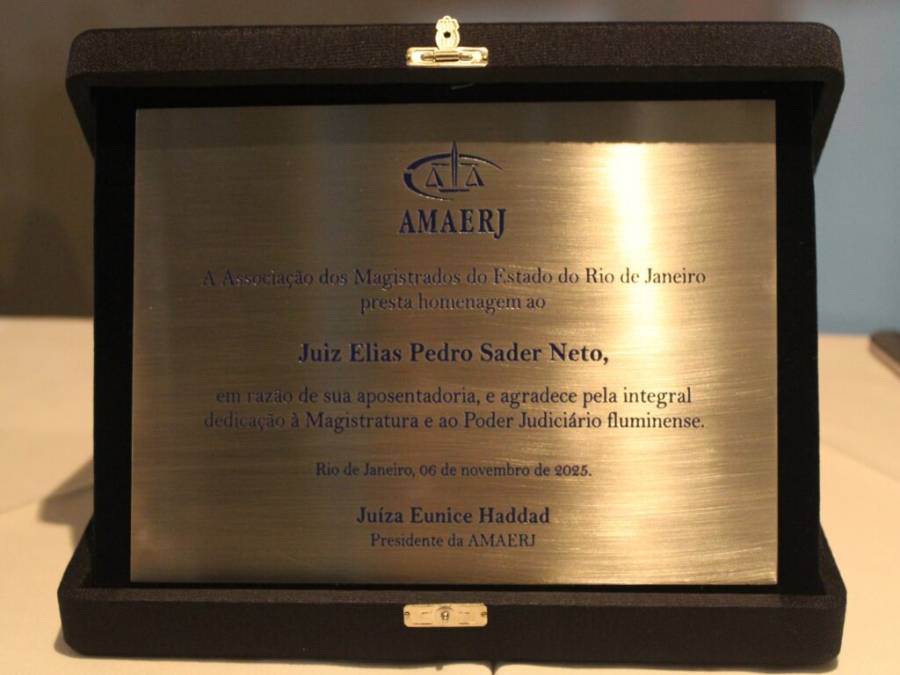 AMAERJ
A Associação dos Magistrados do Estado do Rio de Janeiro
presta homenagem ao
Juiz Elias Pedro Sader Neto,
em razão de sua aposentadoria, e agradece pela integral
dedicação à Magistratura e ao Poder Judiciário fluminense.
Rio de Janeiro, 06 de novembro de 2025.
Juíza Eunice Haddad
Presidente da AMAERJ